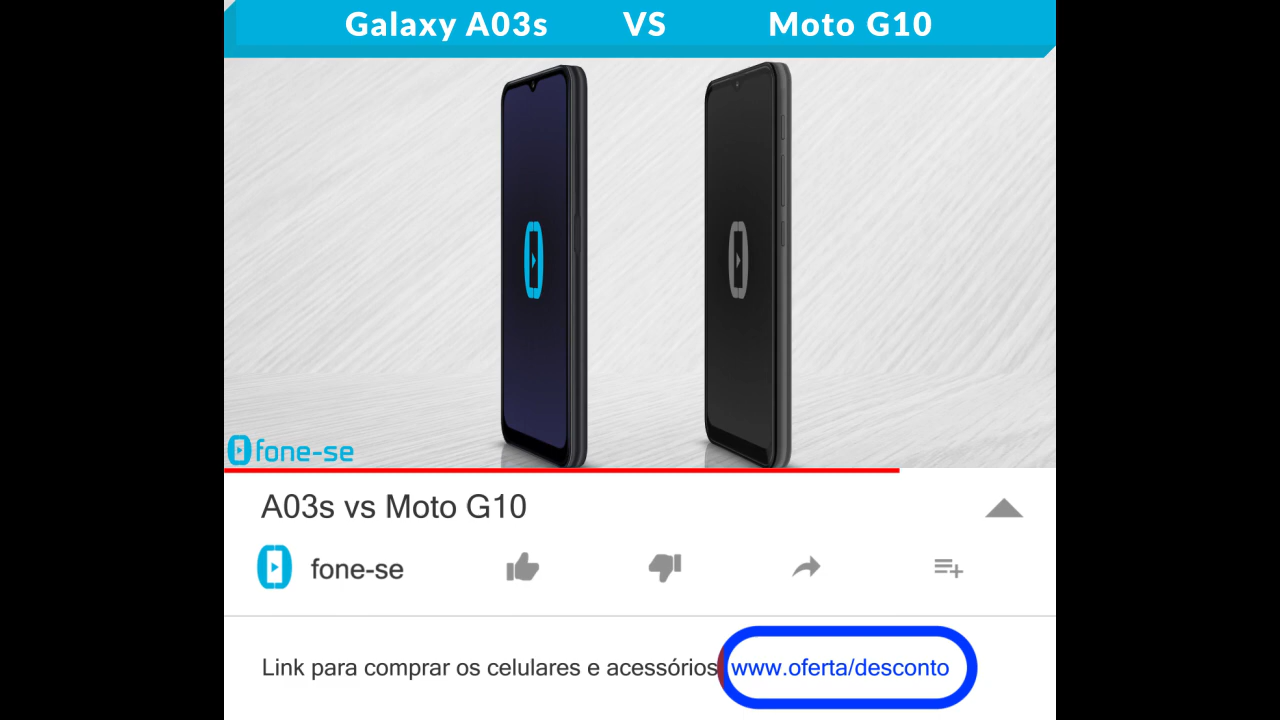 Galaxy A03s VS Moto G10
fone-se
A03s vs Moto G10
fone-se
Link para comprar os celulares e acessórios www.oferta/desconto